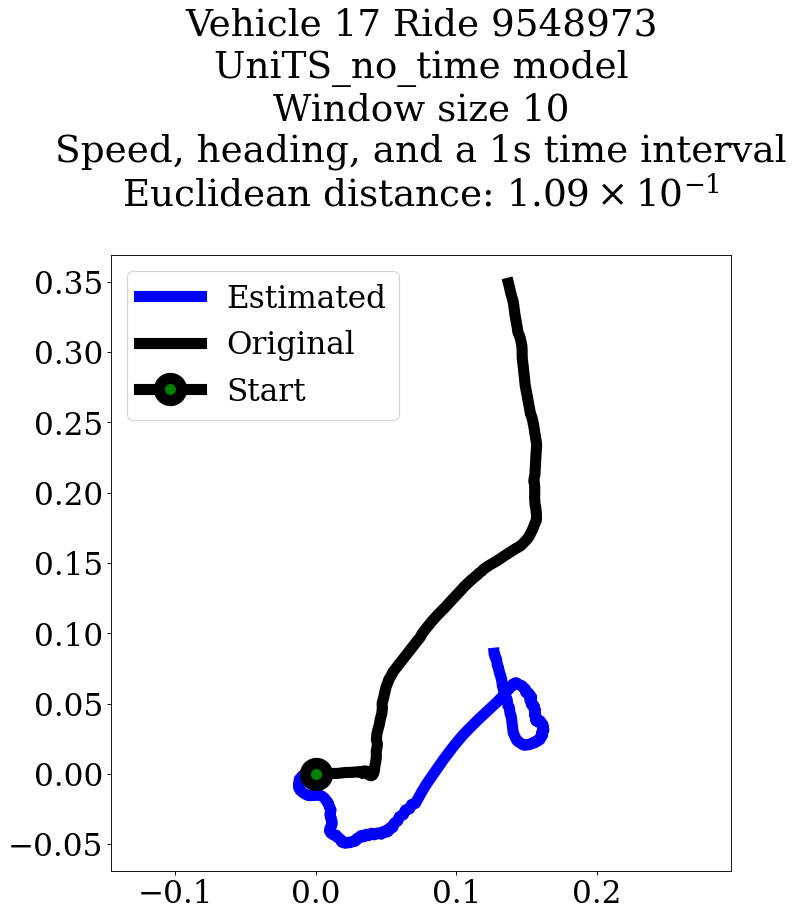 Vehicle 17 Ride 9548973
UniTS_no_time model
Window size 10
Speed, heading, and a 1s time interval
Euclidean distance: 1.09 × 10⁻¹
Estimated
Original
Start
0.35
0.30
0.25
0.20
0.15
0.10
0.05
0.00
−0.05
−0.1 0.0 0.1 0.2